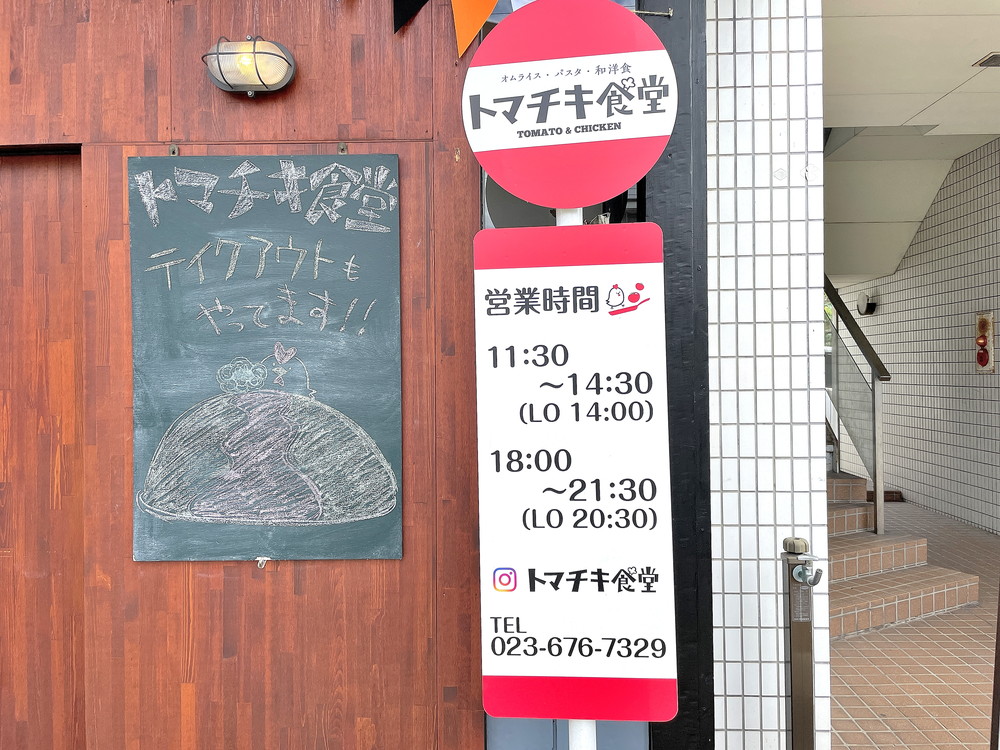 トマチキ食堂
テイクアウトも
やってます!!
オムライス・パスタ・和洋食
トマチキ食堂
TOMATO & CHICKEN
営業時間
11:30
～14:30
(LO 14:00)
18:00
～21:30
(LO 20:30)
トマチキ食堂
TEL
023-676-7329